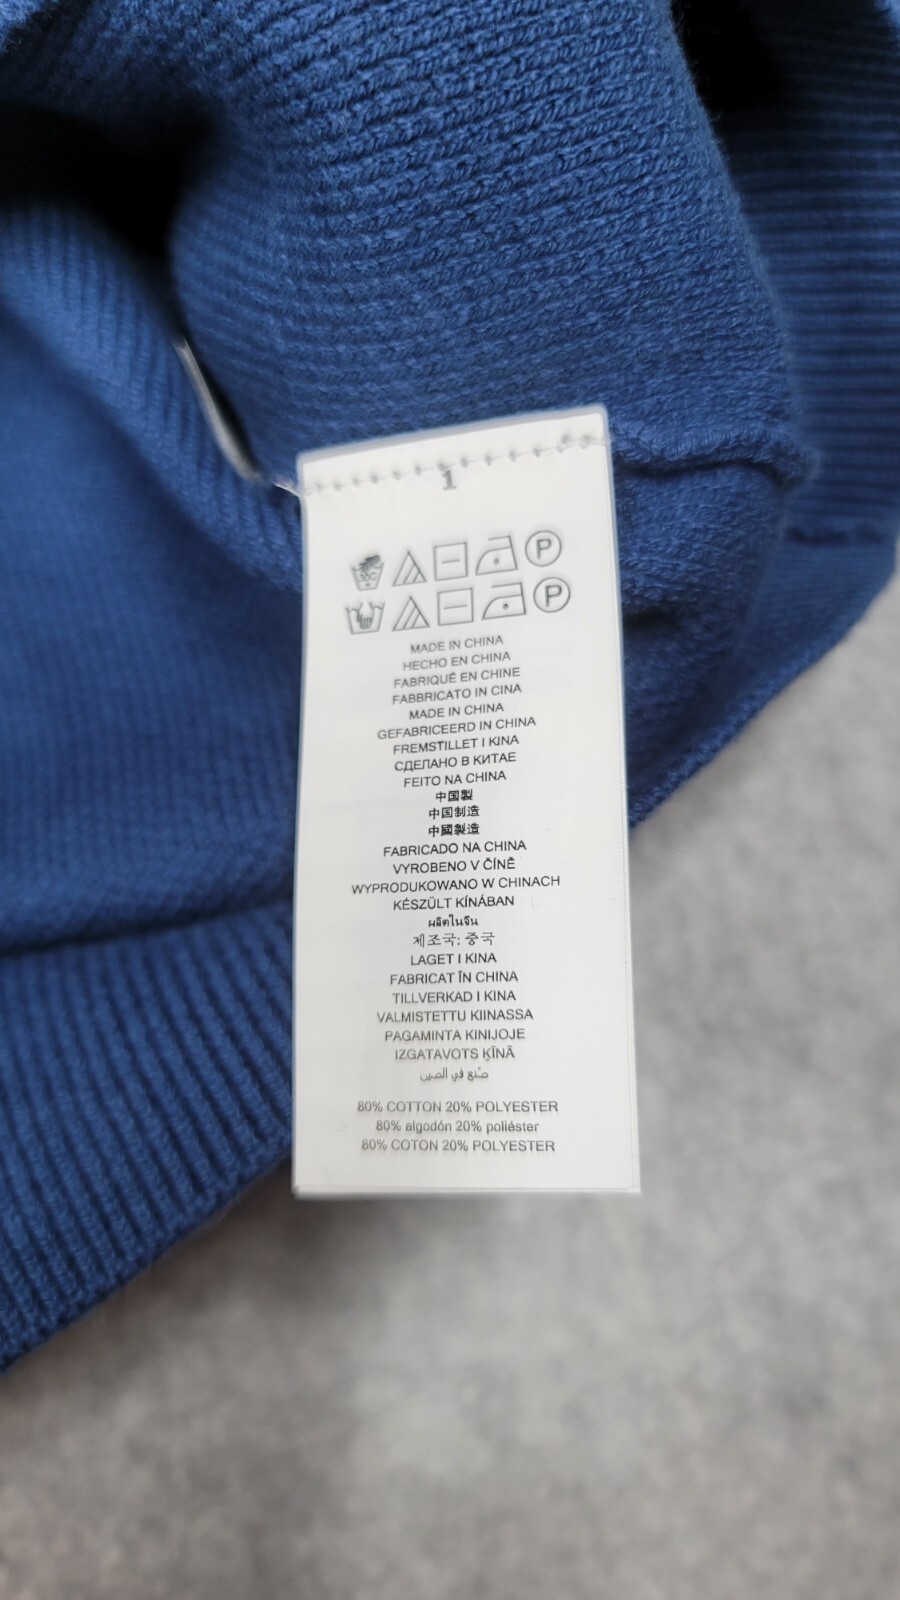 1
P
P
MADE IN CHINA
HECHO EN CHINA
FABRIQUÉ EN CHINE
FABBRICATO IN CINA
MADE IN CHINA
GEFABRICEERD IN CHINA
FREMSTILLET I KINA
СДЕЛАНО В КИТАЕ
FEITO NA CHINA
中国製
中国制造
中國製造
FABRICADO NA CHINA
VYROBENO V ČÍNĚ
WYPRODUKOWANO W CHINACH
KÉSZÜLT KÍNÁBAN
ผลิตในจีน
제조국: 중국
LAGET I KINA
FABRICAT ÎN CHINA
TILLVERKAD I KINA
VALMISTETTU KIINASSA
PAGAMINTA KINIJOJE
IZGATAVOTS ĶĪNĀ
صُنع في الصين
80% COTTON 20% POLYESTER
80% algodón 20% poliéster
80% COTON 20% POLYESTER